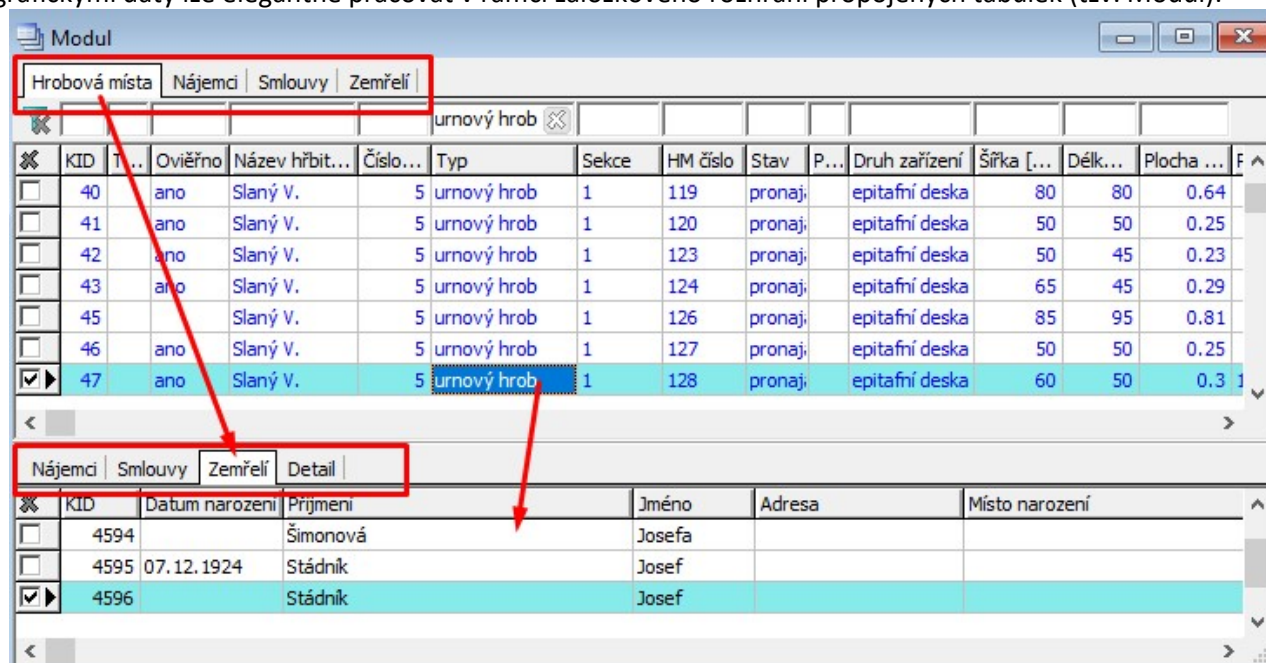 grafickými daty lze elegantně pracovat v rámci záložkového rozhraní propojených tabulek (tzv. Modul).
Modul
Hrobová místa Nájemci Smlouvy Zemřelí
urnový hrob
KID T... Oviěřno Název hřbit... Číslo... Typ Sekce HM číslo Stav P... Druh zařízení Šířka [... Délk... Plocha ...
40 ano Slaný V. 5 urnový hrob 1 119 pronaj epitafní deska 80 80 0.64
41 ano Slaný V. 5 urnový hrob 1 120 pronaj epitafní deska 50 50 0.25
42 ano Slaný V. 5 urnový hrob 1 123 pronaj epitafní deska 50 45 0.23
43 ano Slaný V. 5 urnový hrob 1 124 pronaj epitafní deska 65 45 0.29
45 Slaný V. 5 urnový hrob 1 126 pronaj epitafní deska 85 95 0.81
46 ano Slaný V. 5 urnový hrob 1 127 pronaj epitafní deska 50 50 0.25
47 ano Slaný V. 5 urnový hrob 1 128 pronaj epitafní deska 60 50 0.3 1
Nájemci Smlouvy Zemřelí Detail
KID Datum narození Příjmení Jméno Adresa Místo narození
4594 Šimonová Josefa
4595 07.12.1924 Stádník Josef
4596 Stádník Josef